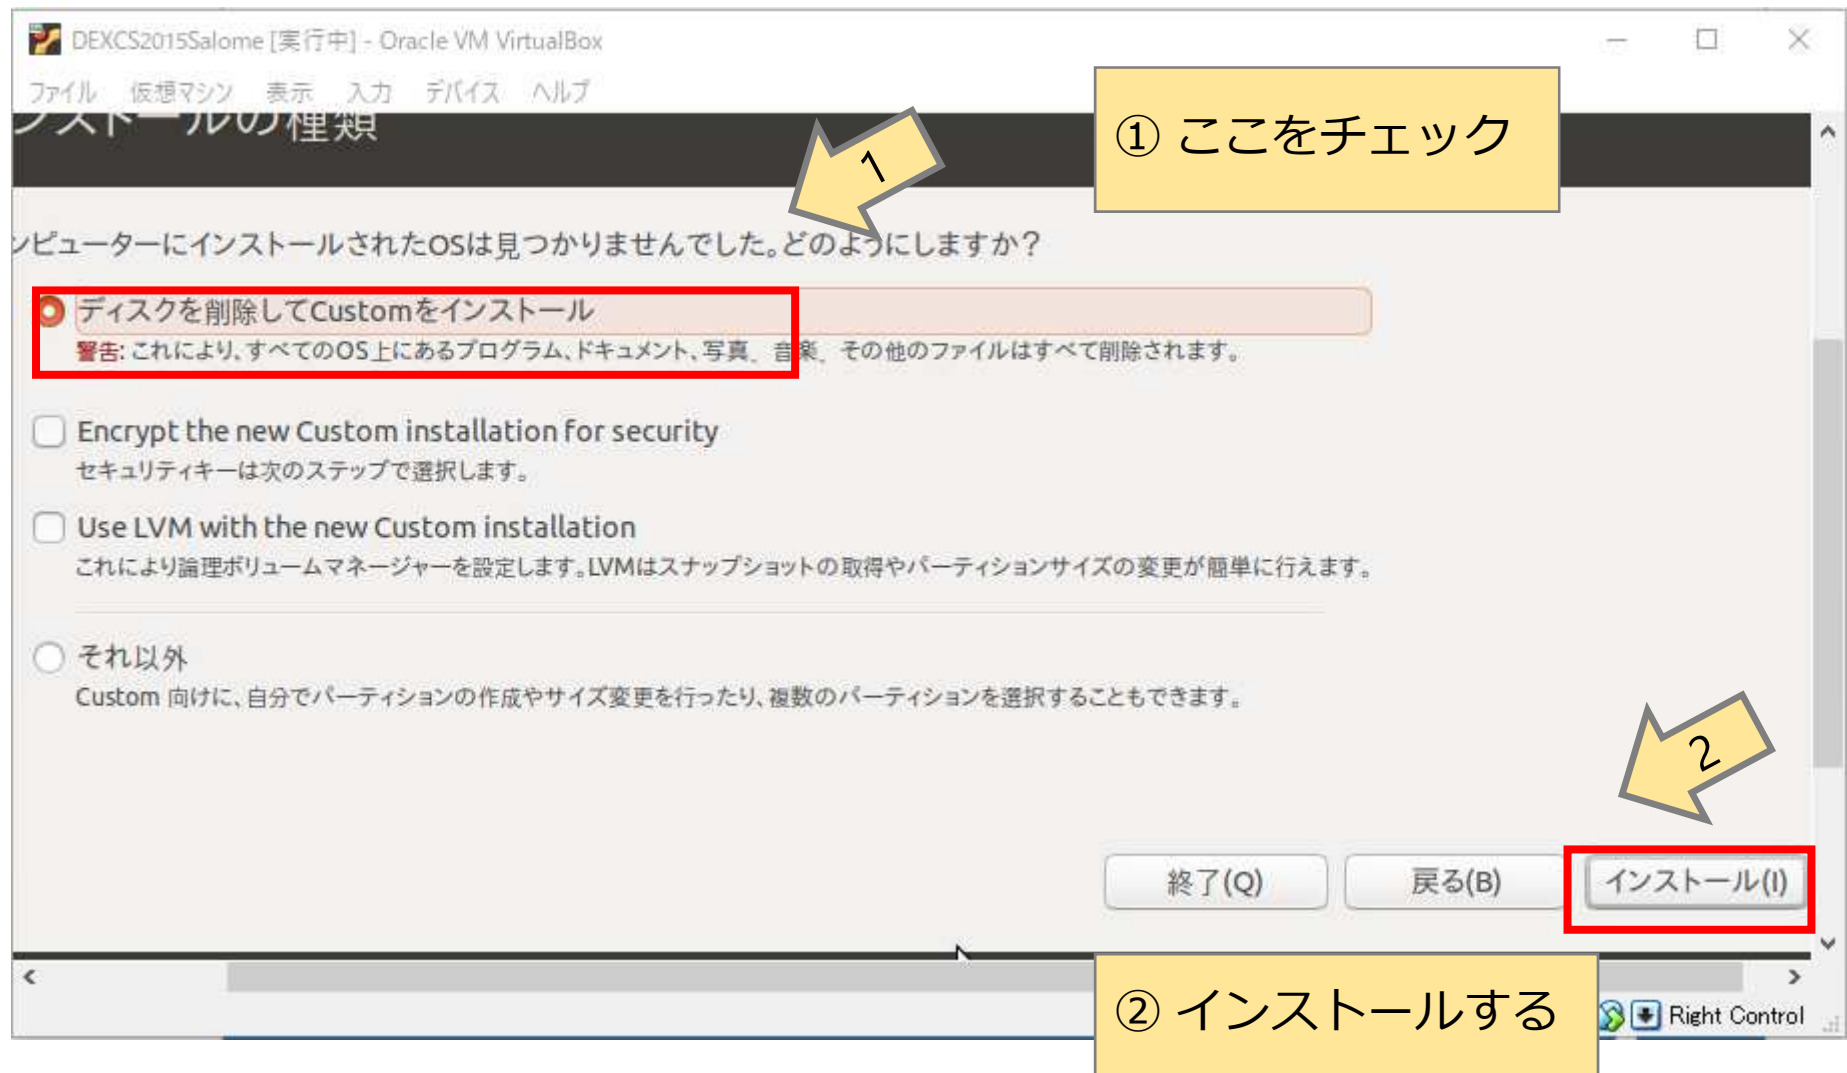 DEXCS2015Salome [実行中] - Oracle VM VirtualBox
ファイル 仮想マシン 表示 入力 デバイス ヘルプ
ンストールの種類
① ここをチェック
1
ンピューターにインストールされたOSは見つかりませんでした。どのようにしますか?
ディスクを削除してCustomをインストール
警告: これにより、すべてのOS上にあるプログラム、ドキュメント、写真、音楽、その他のファイルはすべて削除されます。
Encrypt the new Custom installation for security
セキュリティキーは次のステップで選択します。
Use LVM with the new Custom installation
これにより論理ボリュームマネージャーを設定します。LVMはスナップショットの取得やパーティションサイズの変更が簡単に行えます。
それ以外
Custom 向けに、自分でパーティションの作成やサイズ変更を行ったり、複数のパーティションを選択することもできます。
2
終了(Q) 戻る(B) インストール(I)
② インストールする
Right Control